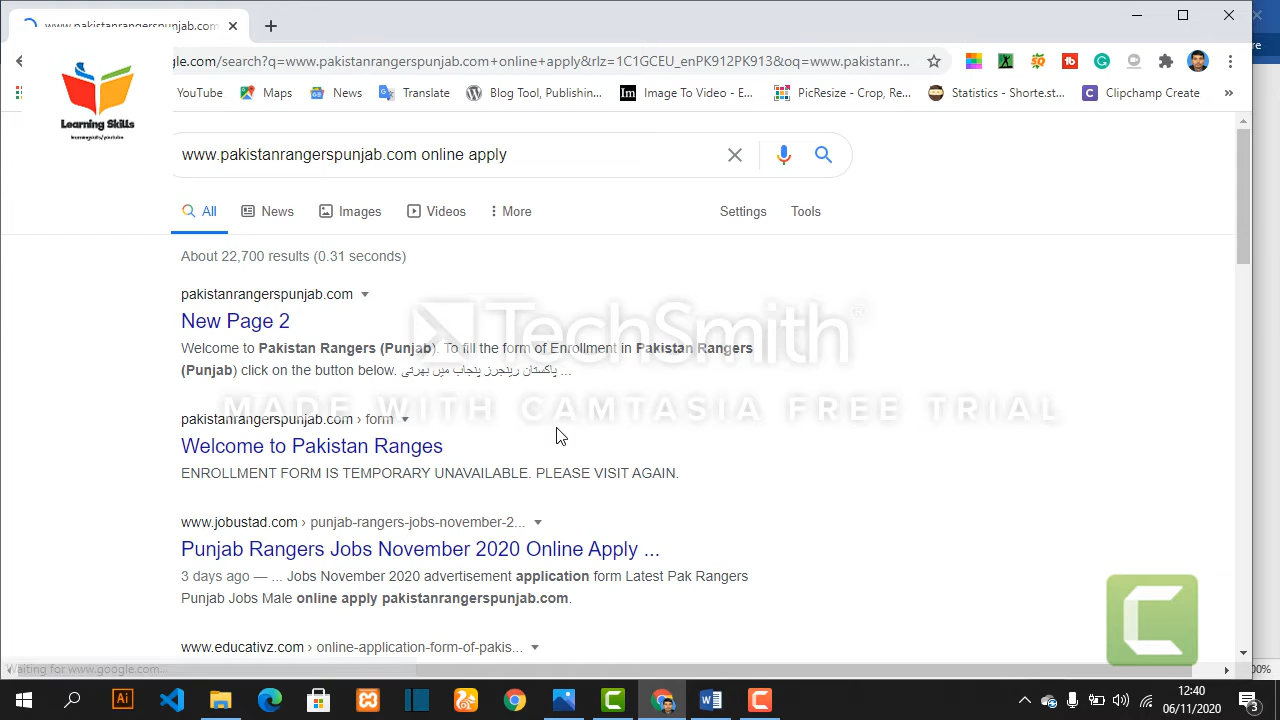 www.pakistanrangerspunjab.com
gle.com/search?
=www.pakistanrangerspunjab.com+online+apply&rlz=1C1GCEU_enPK912PK913&oq=www.pakistanr...
YouTube
Maps
News
Translate
Blog Tool, Publishin...
Im
Image To Video - E...
PicResize - Crop, Re...
Statistics - Shorte.st...
C
Clipchamp Create
»
Learning Skills
www.pakistanrangerspunjab.com online apply
All
News
Images
Videos
More
Settings
Tools
About 22,700 results (0.31 seconds)
pakistanrangerspunjab.com
New Page 2
Welcome to Pakistan Rangers (Punjab). To fill the form of Enrollment in Pakistan Rangers
(Punjab) click on the button below. پاکستان رینجرز پنجاب میں بھرتی ...
TechSmith
MADE WITH CAMTASIA FREE TRIAL
pakistanrangerspunjab.com › form
Welcome to Pakistan Ranges
ENROLLMENT FORM IS TEMPORARY UNAVAILABLE. PLEASE VISIT AGAIN.
www.jobustad.com › punjab-rangers-jobs-november-2...
Punjab Rangers Jobs November 2020 Online Apply ...
3 days ago — ... Jobs November 2020 advertisement application form Latest Pak Rangers
Punjab Jobs Male online apply pakistanrangerspunjab.com.
www.educativz.com › online-application-form-of-pakis...
Waiting for www.google.com...
00%
Ai
12:40
06/11/2020
3